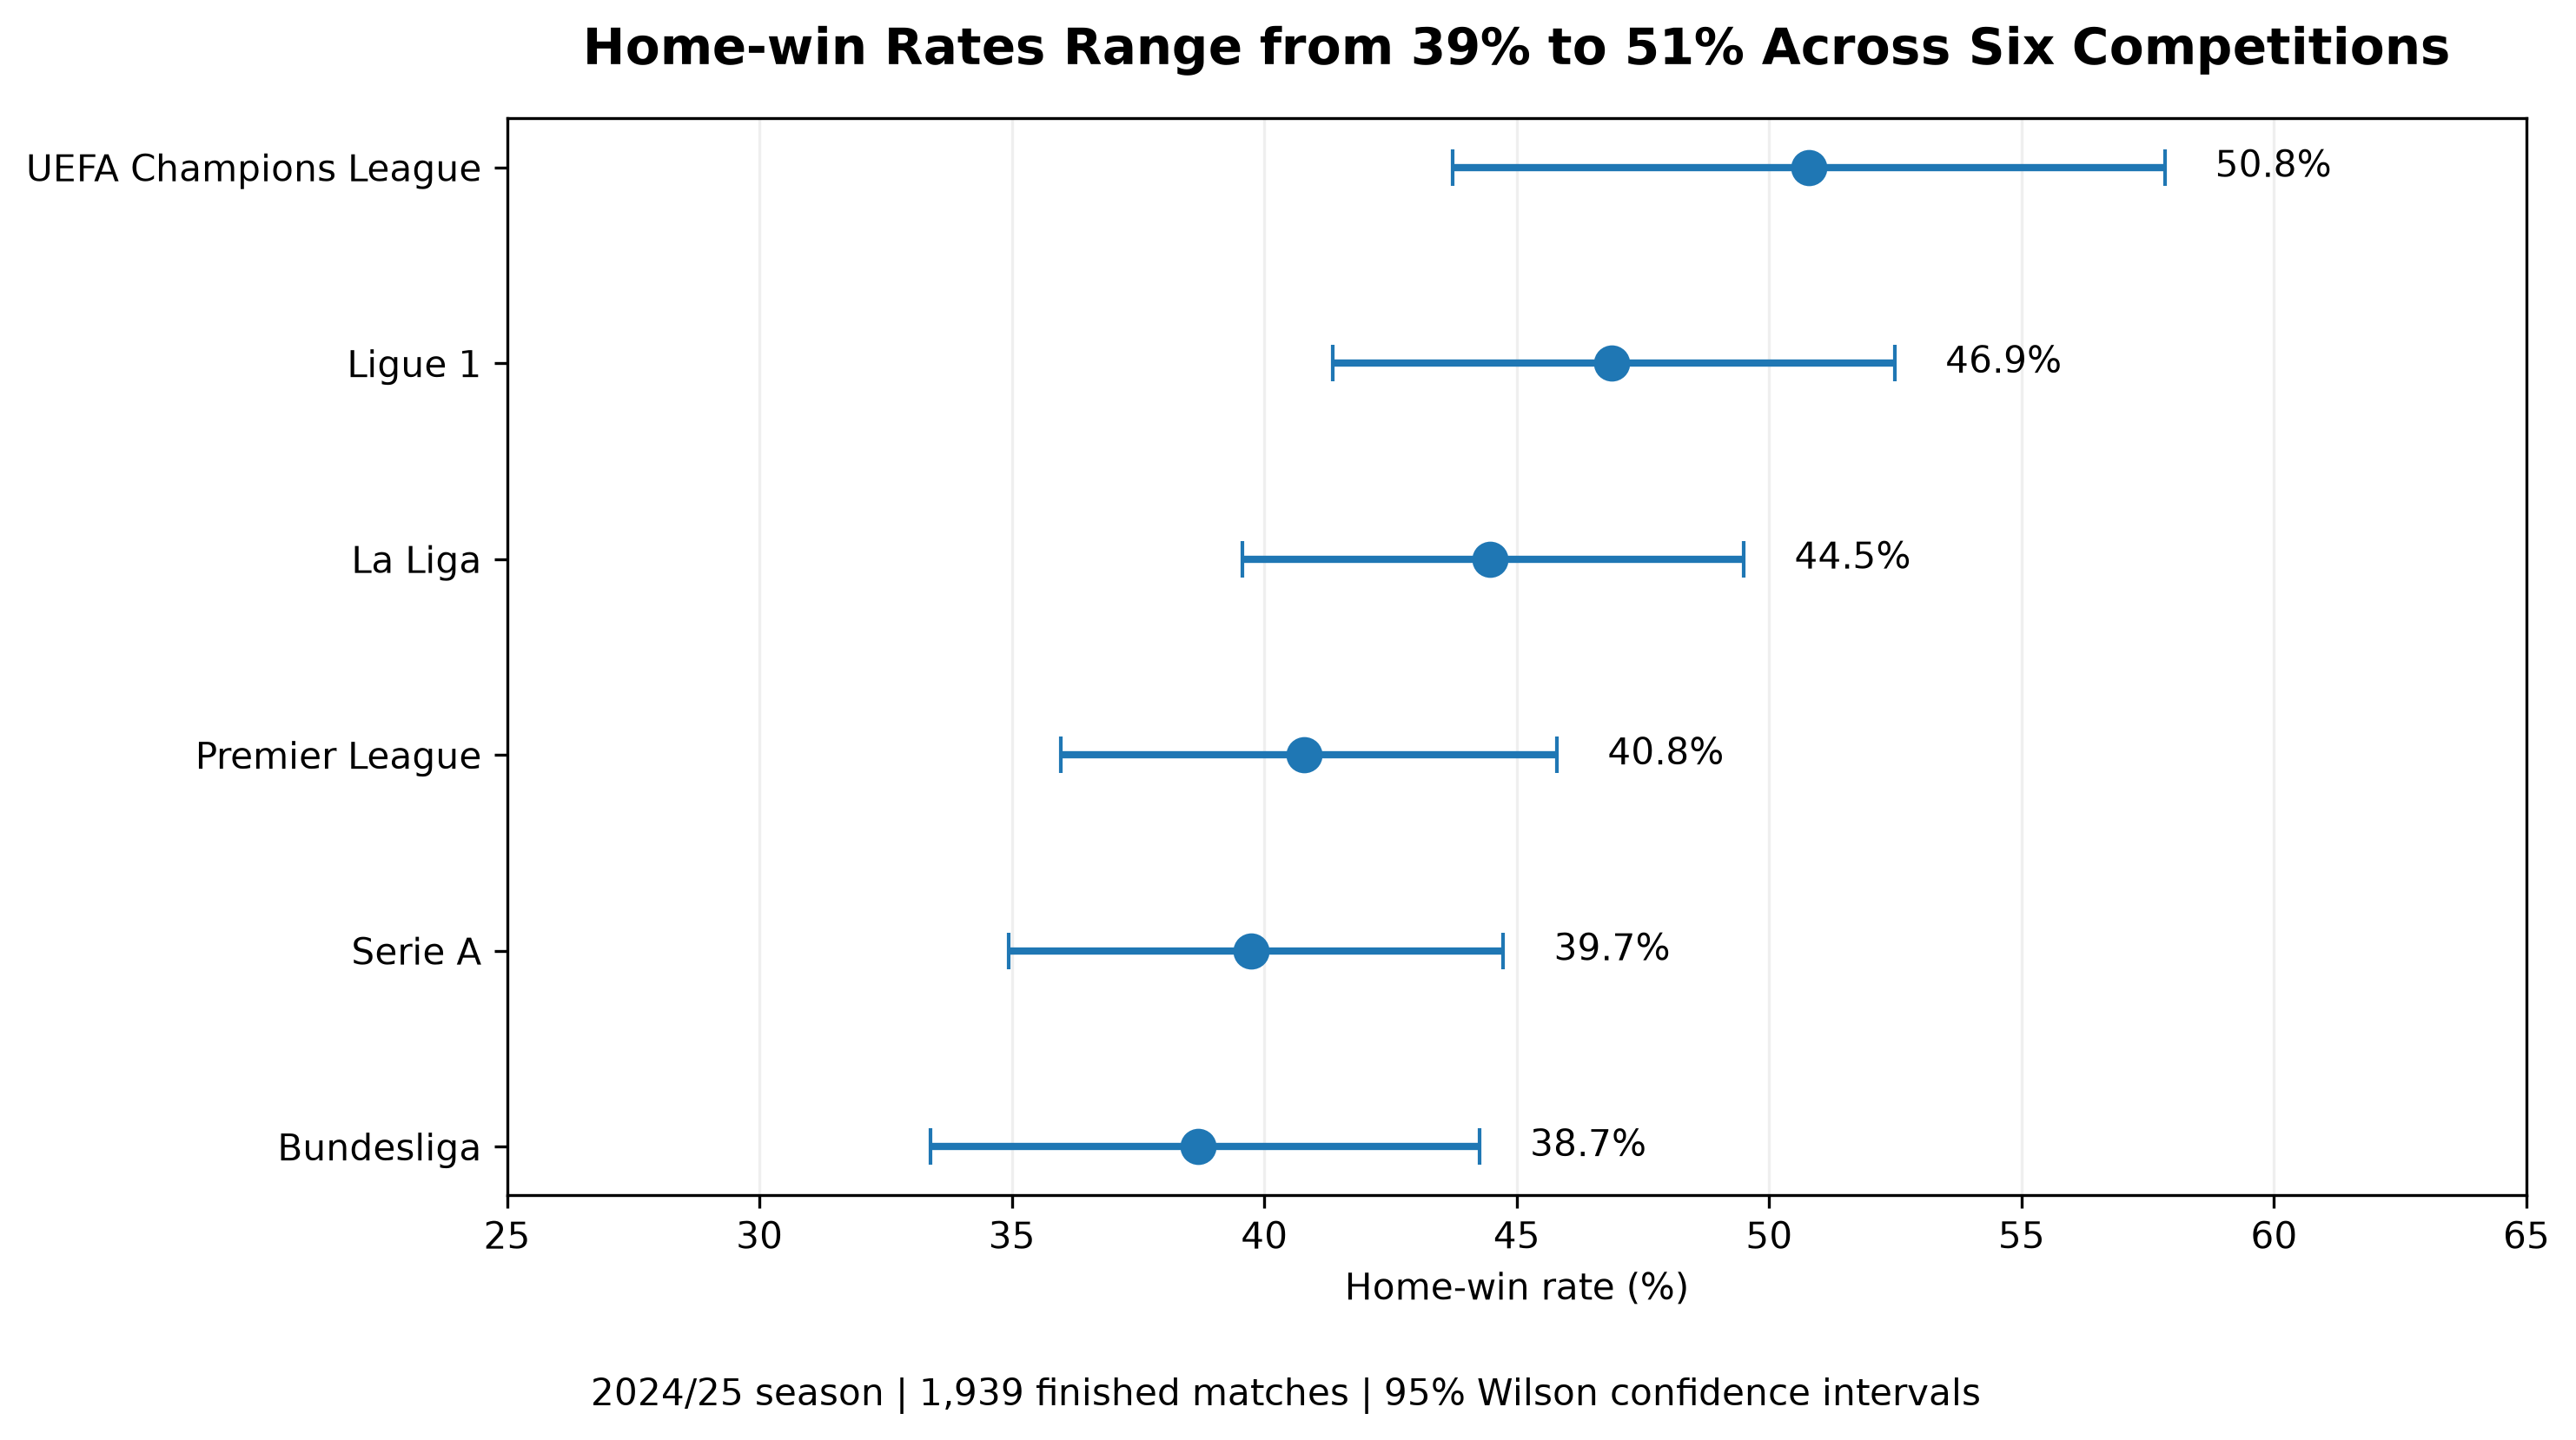 Home-win Rates Range from 39% to 51% Across Six Competitions
UEFA Champions League
50.8%
Ligue 1
46.9%
La Liga
44.5%
Premier League
40.8%
Serie A
39.7%
Bundesliga
38.7%
25 30 35 40 45 50 55 60 65
Home-win rate (%)
2024/25 season | 1,939 finished matches | 95% Wilson confidence intervals